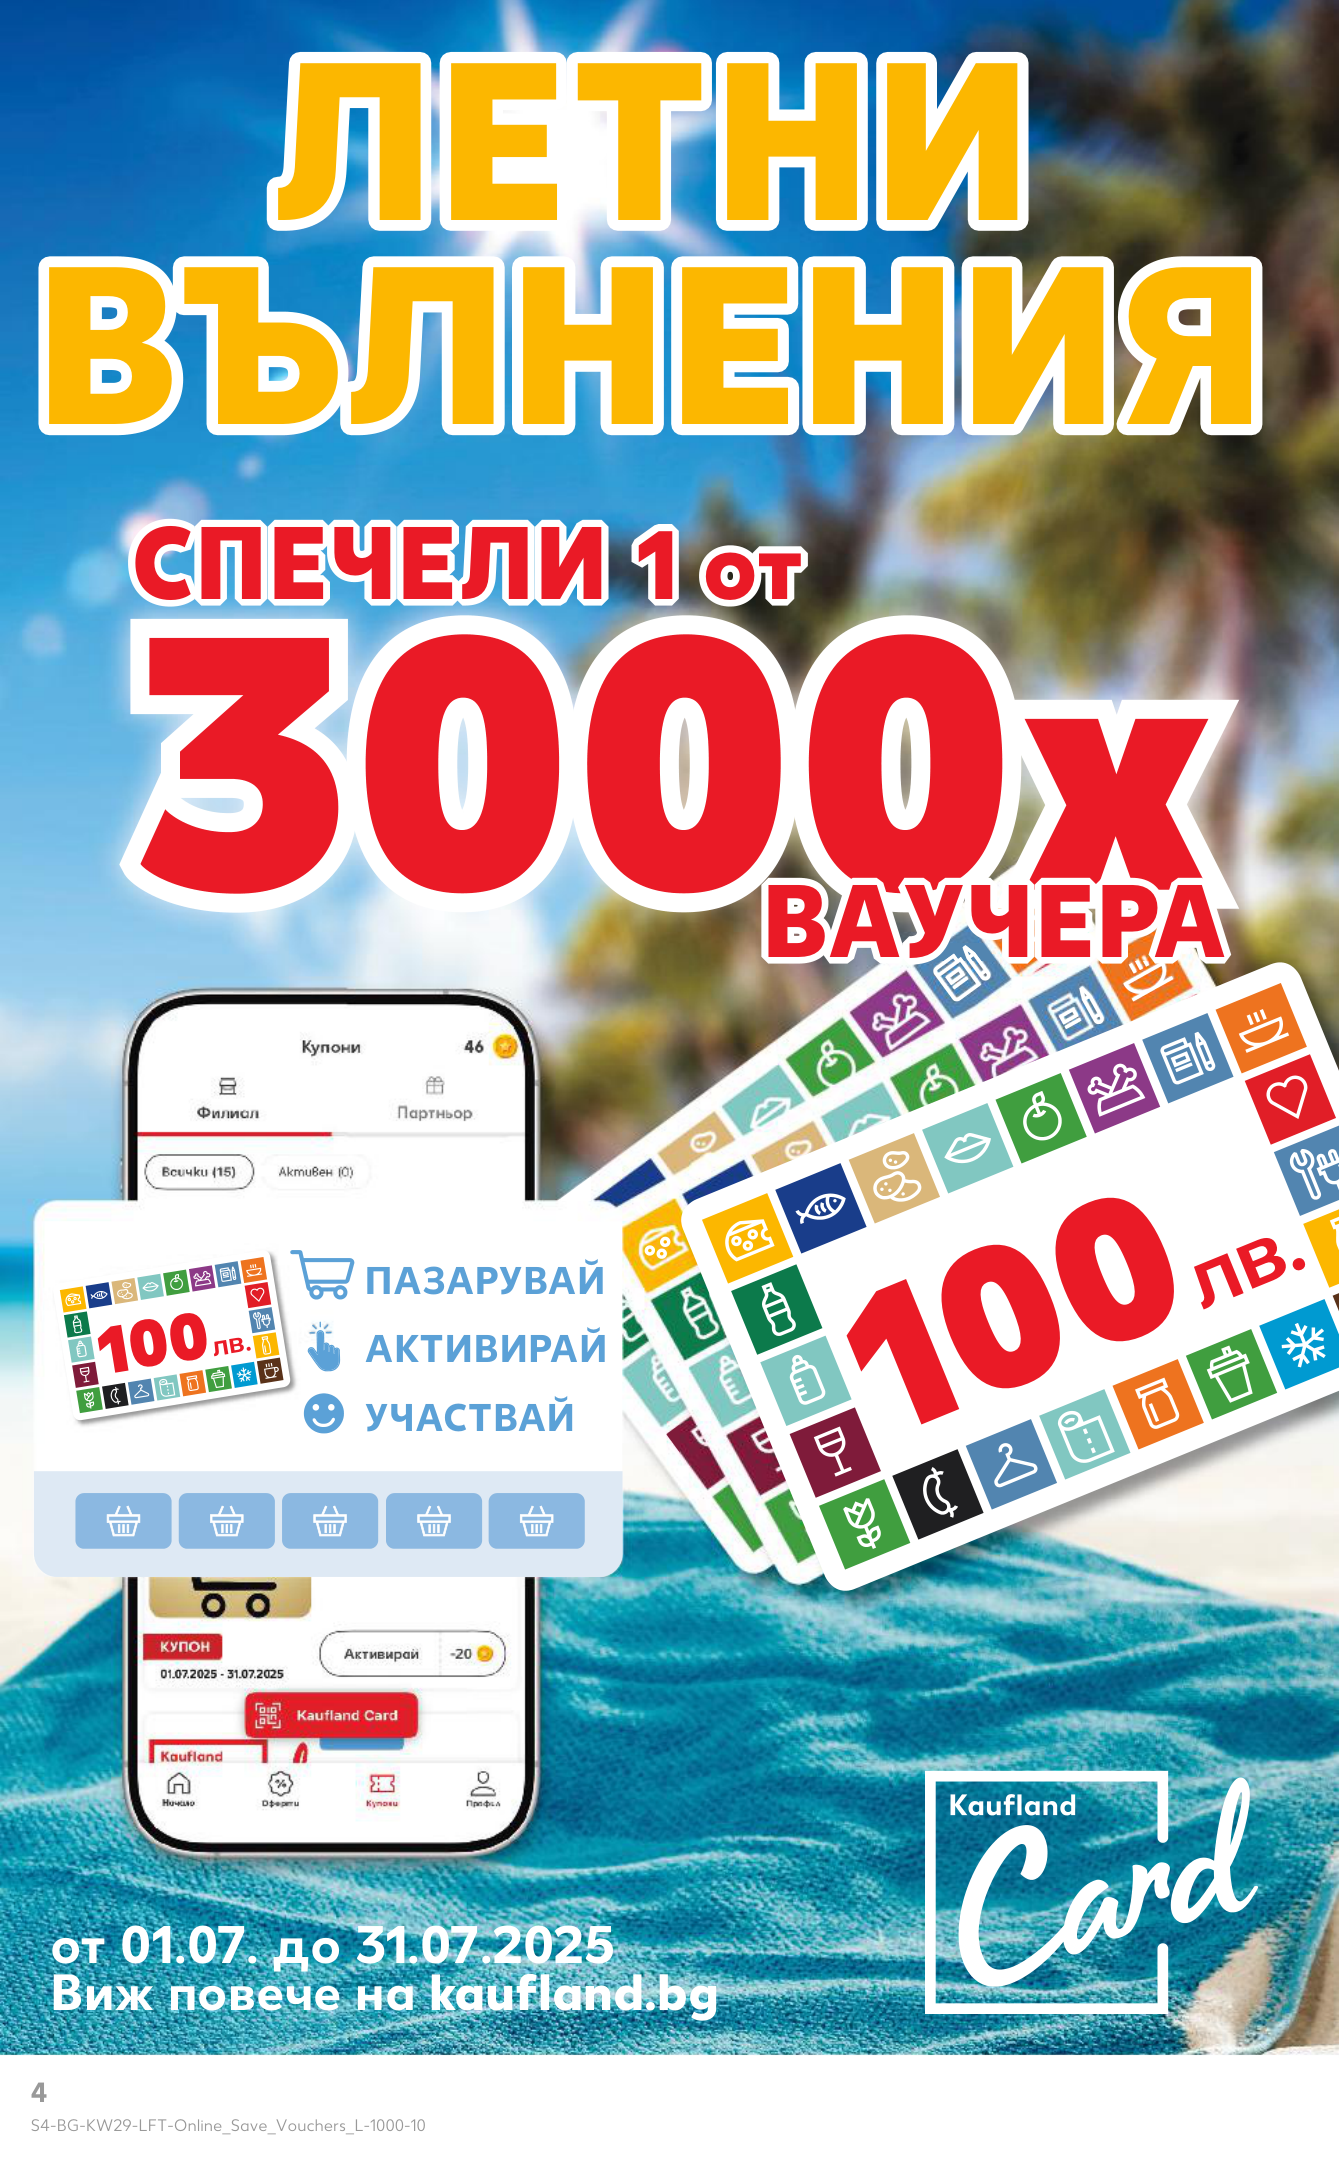 ЛЕТНИ
ВЪЛНЕНИЯ
СПЕЧЕЛИ 1 от
3000x
ВАУЧЕРА
Купони 46
Филиал Партньор
Всички (15) Активен (0)
100 лв.
ПАЗАРУВАЙ
АКТИВИРАЙ
УЧАСТВАЙ
100 лв.
КУПОН
01.07.2025 - 31.07.2025
Активирай -20
Kaufland Card
Kaufland
Начало Оферти Купони Профил
Kaufland
Card
от 01.07. до 31.07.2025
Виж повече на kaufland.bg
4
S4-BG-KW29-LFT-Online_Save_Vouchers_L-1000-10